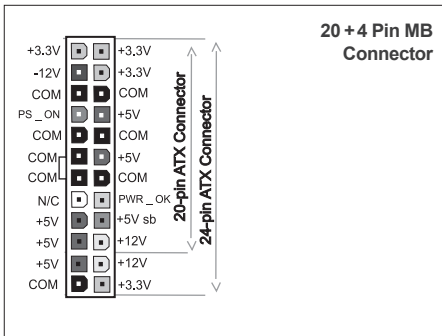 20 + 4 Pin MB
Connector
+3.3V +3.3V
-12V +3.3V
COM COM
PS_ON +5V
COM COM
COM +5V
COM COM
N/C PWR_OK
+5V +5V sb
+5V +12V
+5V +12V
COM +3.3V
20-pin ATX Connector
24-pin ATX Connector